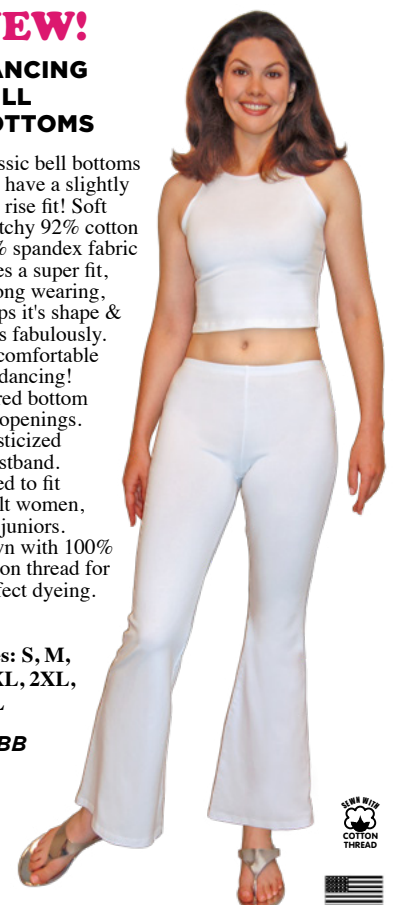 EW!
ANCING
LL
OTTOMS
ssic bell bottoms
have a slightly
rise fit! Soft
tchy 92% cotton
% spandex fabric
es a super fit,
ong wearing,
ps it's shape &
s fabulously.
comfortable
dancing!
red bottom
openings.
sticized
stband.
ed to fit
lt women,
juniors.
vn with 100%
on thread for
fect dyeing.
s: S, M,
XL, 2XL,
L
BB
SEWN WITH
COTTON
THREAD